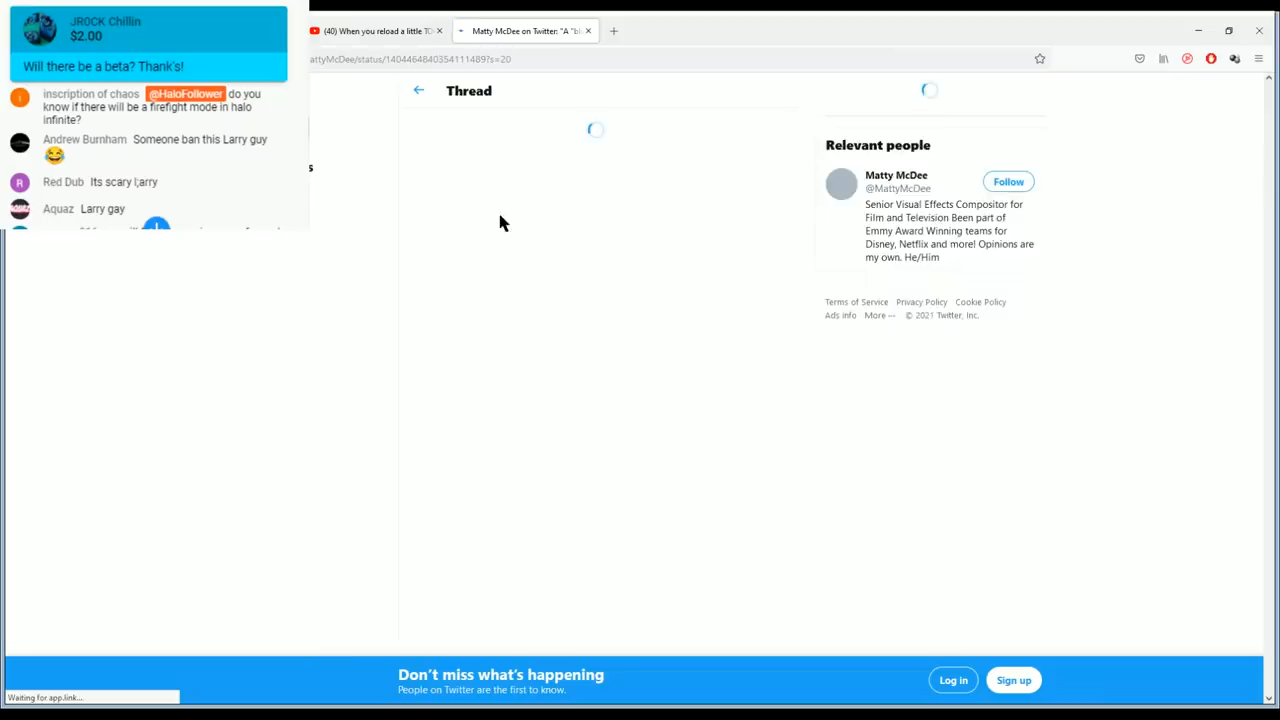 JR0CK Chillin
$2.00
Will there be a beta? Thank's!
inscription of chaos @HaloFollower do you
know if there will be a firefight mode in halo
infinite?
Andrew Burnham Someone ban this Larry guy
😂
Red Dub Its scary l;arry
Aquaz Larry gay
(40) When you reload a little TO
Matty McDee on Twitter: "A "bl
attyMcDee/status/1404464840354111489?s=20
s
Thread
Relevant people
Matty McDee
@MattyMcDee
Follow
Senior Visual Effects Compositor for
Film and Television Been part of
Emmy Award Winning teams for
Disney, Netflix and more! Opinions are
my own. He/Him
Terms of Service Privacy Policy Cookie Policy
Ads info More ··· © 2021 Twitter, Inc.
Don't miss what's happening
People on Twitter are the first to know.
Log in
Sign up
Waiting for app.link...